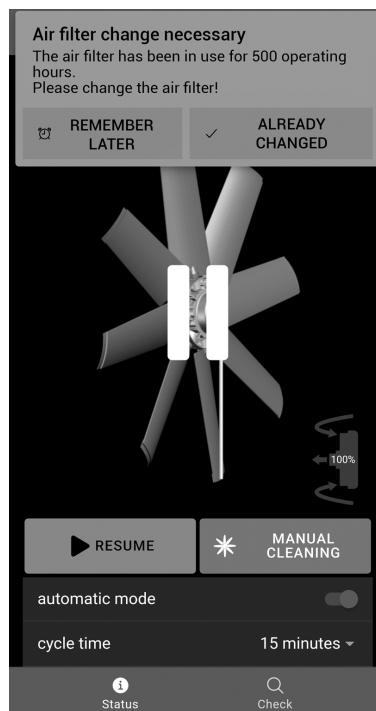 Air filter change necessary
The air filter has been in use for 500 operating
hours.
Please change the air filter!
REMEMBER
LATER
ALREADY
CHANGED
100%
RESUME
MANUAL
CLEANING
automatic mode
cycle time
15 minutes
Status
Check